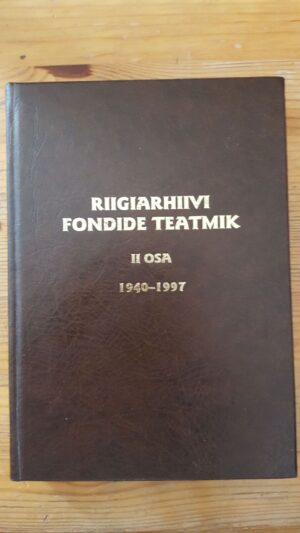 RIIGIARHIIVI
FONDIDE TEATMIK
II OSA
1940–1997